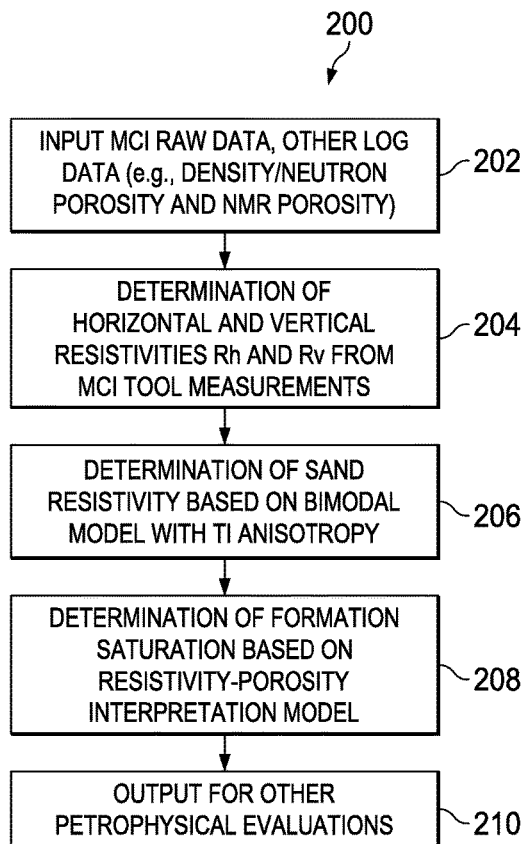 200
INPUT MCI RAW DATA, OTHER LOG
DATA (e.g., DENSITY/NEUTRON
POROSITY AND NMR POROSITY)
202
DETERMINATION OF
HORIZONTAL AND VERTICAL
RESISTIVITIES Rh AND Rv FROM
MCI TOOL MEASUREMENTS
204
DETERMINATION OF SAND
RESISTIVITY BASED ON BIMODAL
MODEL WITH TI ANISOTROPY
206
DETERMINATION OF FORMATION
SATURATION BASED ON
RESISTIVITY-POROSITY
INTERPRETATION MODEL
208
OUTPUT FOR OTHER
PETROPHYSICAL EVALUATIONS
210